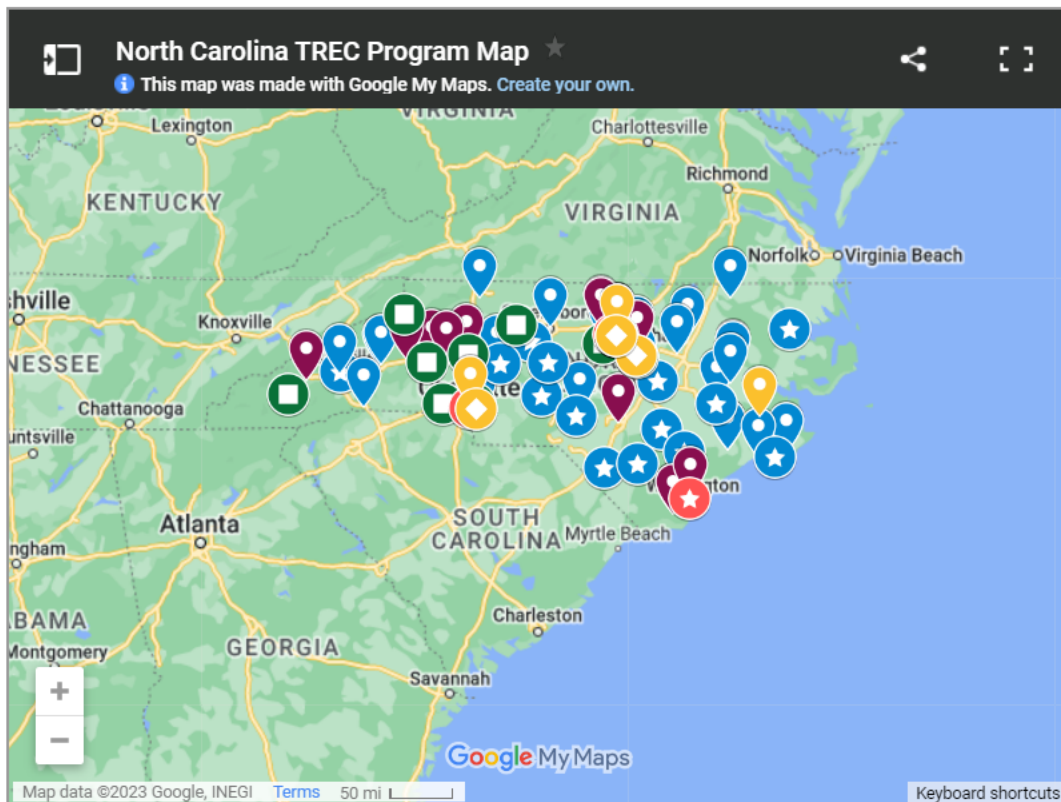 North Carolina TREC Program Map
This map was made with Google My Maps. Create your own.
Lexington
VIRGINIA
Charlottesville
Richmond
KENTUCKY
VIRGINIA
Norfolk
Virginia Beach
shville
Knoxville
NESSEE
Chattanooga
untsville
Atlanta
SOUTH
CAROLINA
Myrtle Beach
ngham
ABAMA
Charleston
Montgomery
GEORGIA
Savannah
+
−
Google My Maps
Map data ©2023 Google, INEGI
Terms
50 mi
Keyboard shortcuts